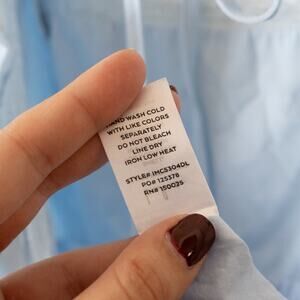 HAND WASH COLD
WITH LIKE COLORS
SEPARATELY
DO NOT BLEACH
LINE DRY
IRON LOW HEAT
STYLE# IMG5304DL
PO# 125378
RN# 150025